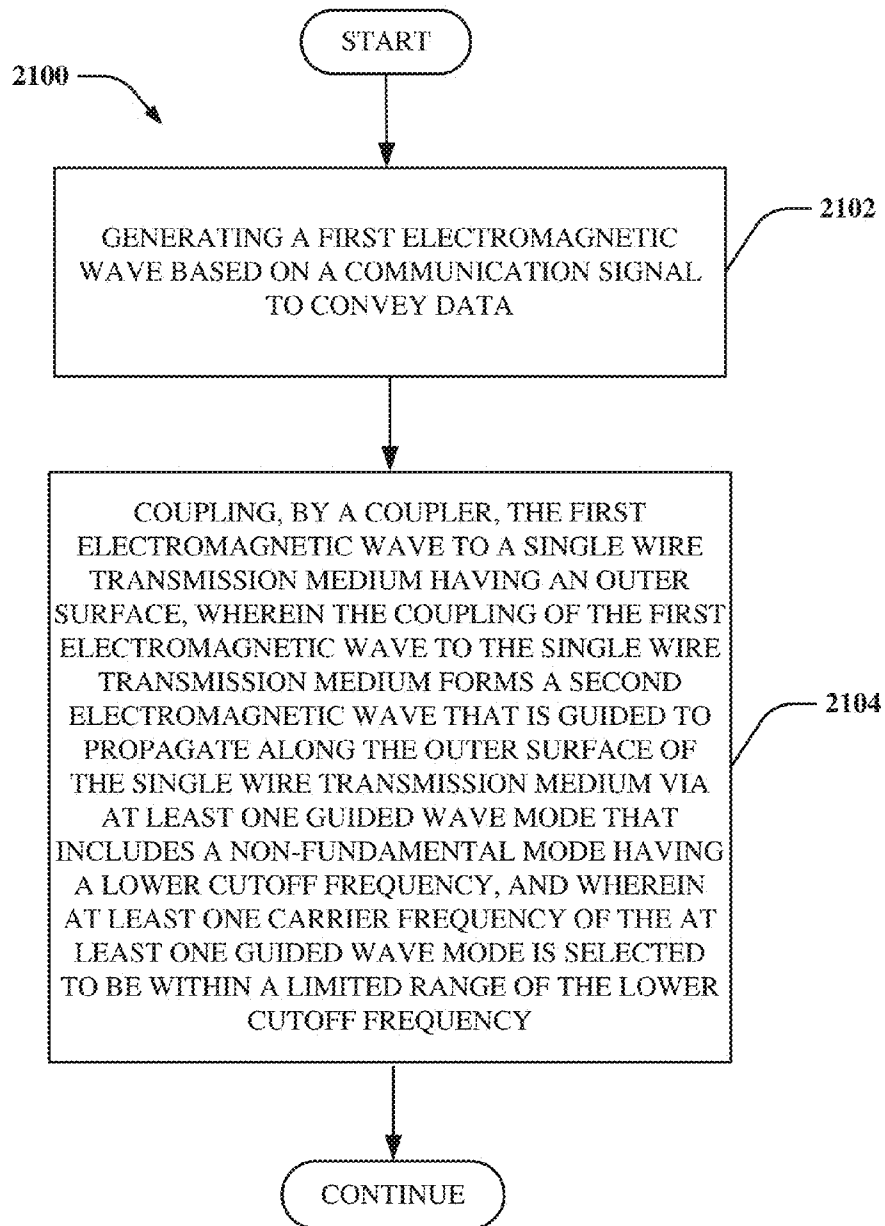 START
2100
2102
GENERATING A FIRST ELECTROMAGNETIC
WAVE BASED ON A COMMUNICATION SIGNAL
TO CONVEY DATA
COUPLING, BY A COUPLER, THE FIRST
ELECTROMAGNETIC WAVE TO A SINGLE WIRE
TRANSMISSION MEDIUM HAVING AN OUTER
SURFACE, WHEREIN THE COUPLING OF THE FIRST
ELECTROMAGNETIC WAVE TO THE SINGLE WIRE
TRANSMISSION MEDIUM FORMS A SECOND
ELECTROMAGNETIC WAVE THAT IS GUIDED TO
PROPAGATE ALONG THE OUTER SURFACE OF
THE SINGLE WIRE TRANSMISSION MEDIUM VIA
AT LEAST ONE GUIDED WAVE MODE THAT
INCLUDES A NON-FUNDAMENTAL MODE HAVING
A LOWER CUTOFF FREQUENCY, AND WHEREIN
AT LEAST ONE CARRIER FREQUENCY OF THE AT
LEAST ONE GUIDED WAVE MODE IS SELECTED
TO BE WITHIN A LIMITED RANGE OF THE LOWER
CUTOFF FREQUENCY
2104
CONTINUE